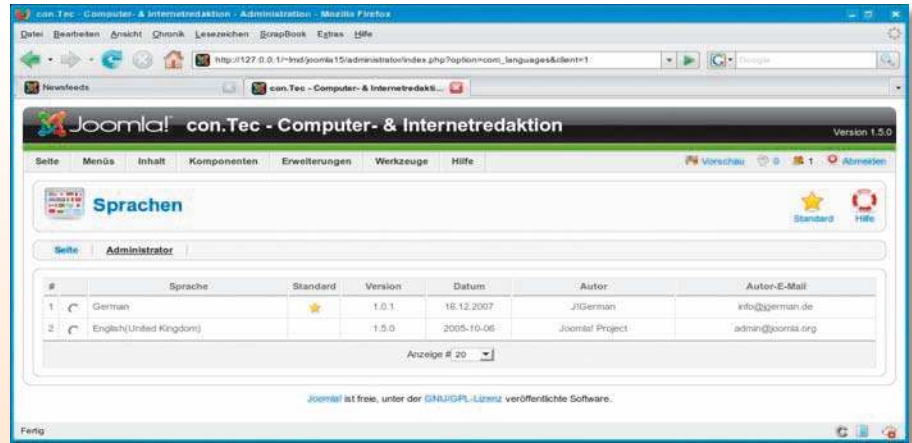 con.Tec - Computer- & Internetredaktion - Administration - Mozilla Firefox
Datei Bearbeiten Ansicht Chronik Lesezeichen ScrapBook Extras Hilfe
http://127.0.0.1/~tmd/joomla15/administrator/index.php?option=com_languages&client=1
Google
Newsfeeds
con.Tec - Computer- & Internetredakti...
Joomla! con.Tec - Computer- & Internetredaktion
Version 1.5.0
Seite Menüs Inhalt Komponenten Erweiterungen Werkzeuge Hilfe Vorschau 0 1 Abmelden
Sprachen
Standard Hilfe
Seite Administrator
# Sprache Standard Version Datum Autor Autor-E-Mail
1 German 1.0.1 16.12.2007 J!German info@jgerman.de
2 English(United Kingdom) 1.5.0 2005-10-06 Joomla! Project admin@joomla.org
Anzeige # 20
Joomla! ist freie, unter der GNU/GPL-Lizenz veröffentlichte Software.
Fertig